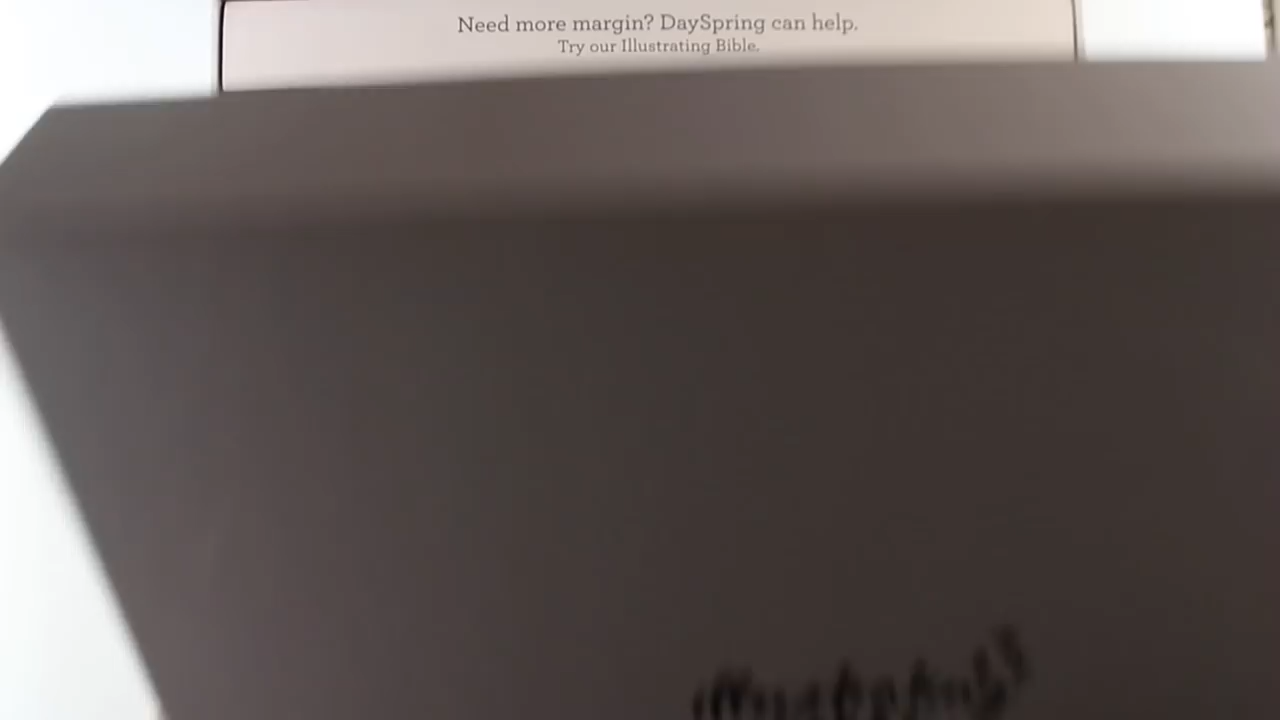 Need more margin? DaySpring can help.
Try our Illustrating Bible.